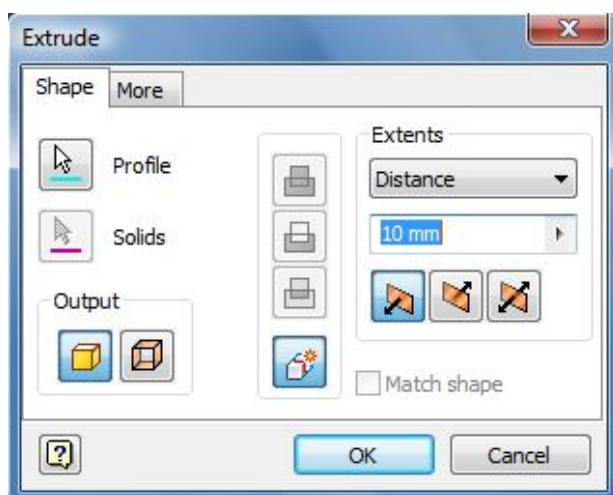 Extrude
Shape
More
Profile
Solids
Output
Extents
Distance
10 mm
Match shape
OK
Cancel